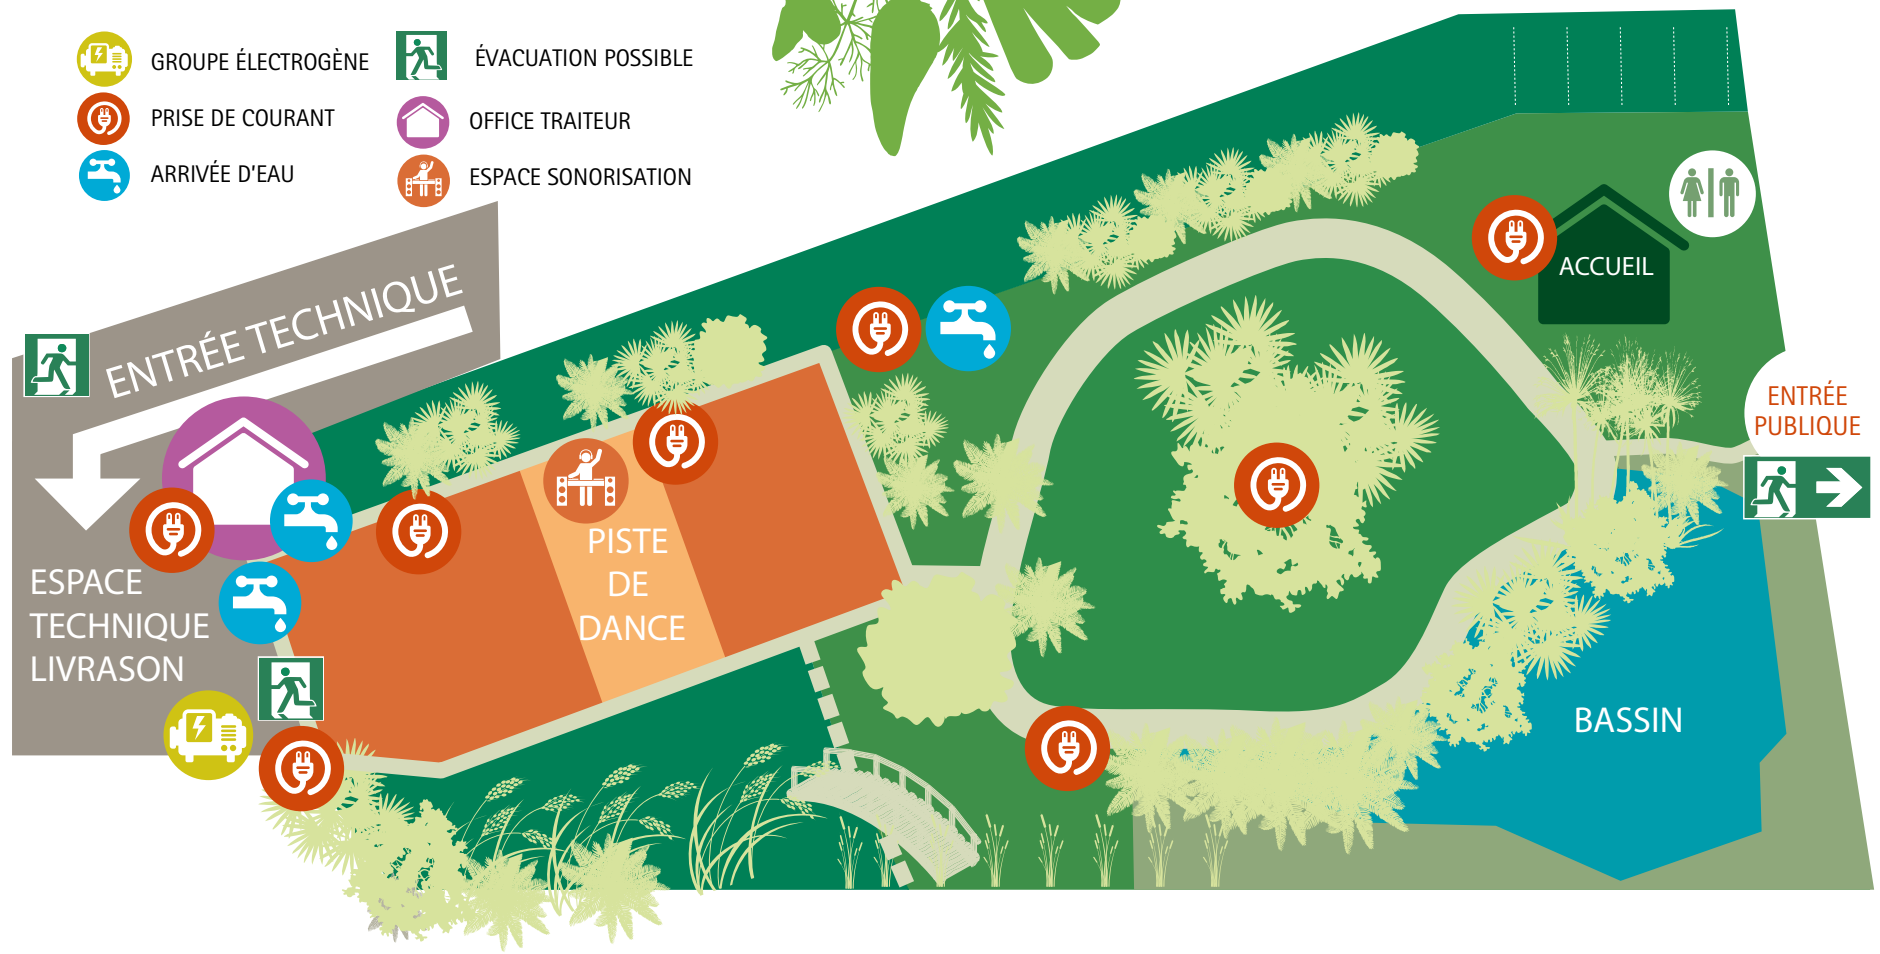 GROUPE ÉLECTROGÈNE
PRISE DE COURANT
ARRIVÉE D'EAU
ÉVACUATION POSSIBLE
OFFICE TRAITEUR
ESPACE SONORISATION
ENTRÉE TECHNIQUE
ESPACE
TECHNIQUE
LIVRASON
PISTE
DE
DANCE
ACCUEIL
ENTRÉE
PUBLIQUE
BASSIN